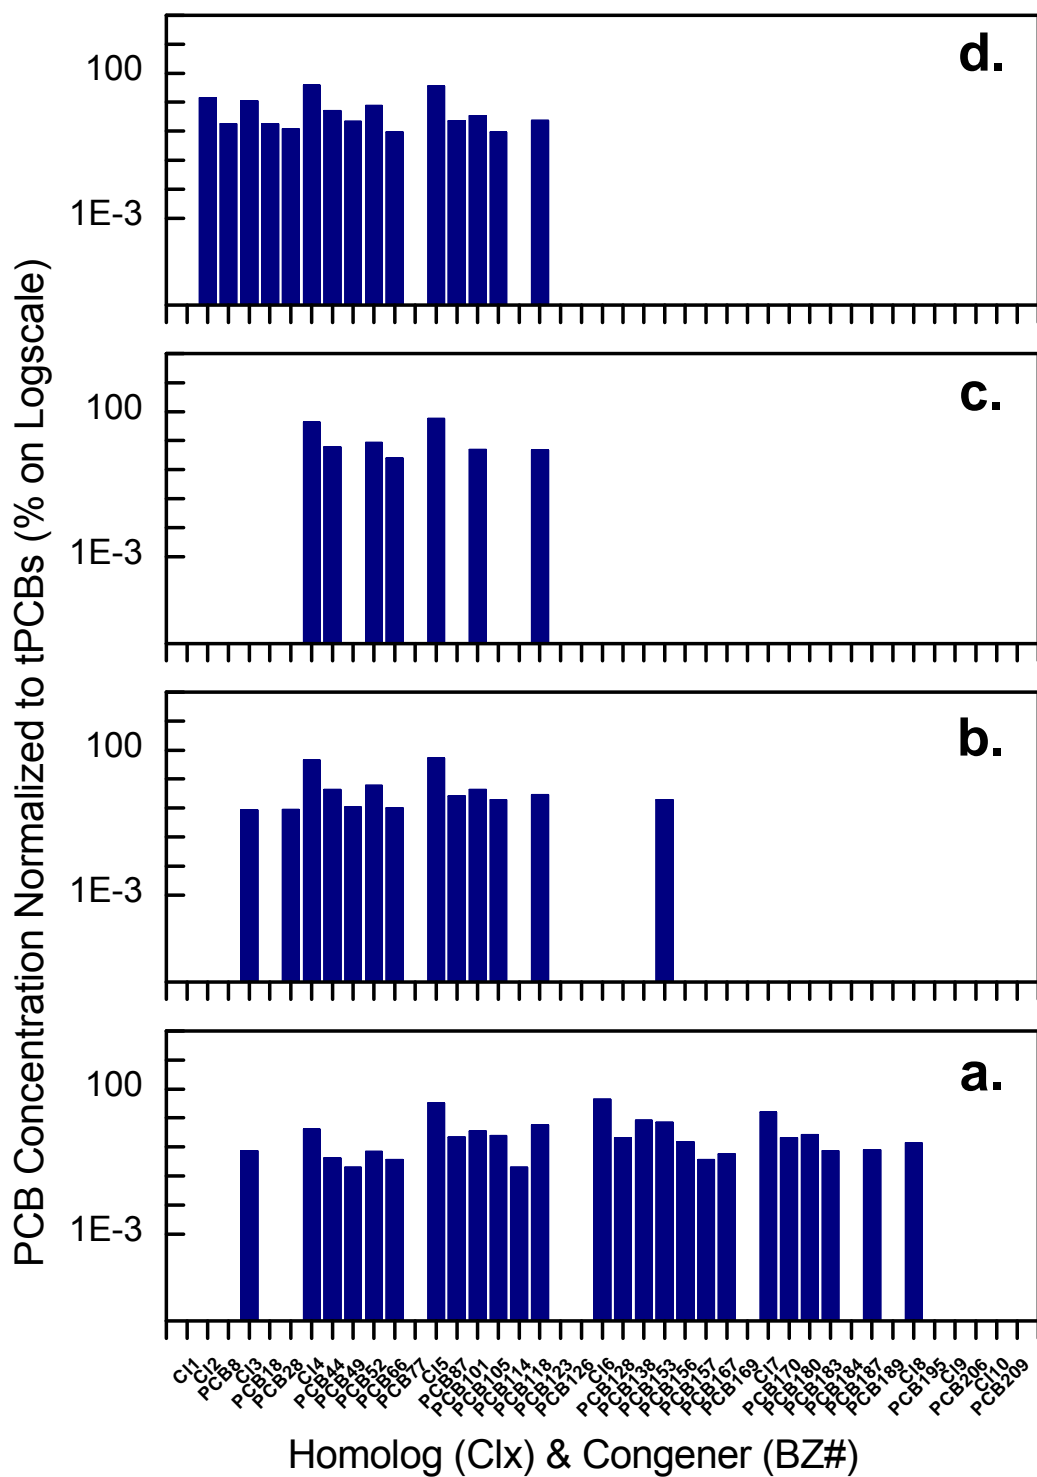 PCB Concentration Normalized to tPCBs (% on Logscale)
d.
100
1E-3
c.
100
1E-3
b.
100
1E-3
a.
100
1E-3
Cl1
Cl2
PCB8
Cl3
PCB18
PCB28
Cl4
PCB44
PCB49
PCB52
PCB66
PCB77
Cl5
PCB87
PCB101
PCB105
PCB114
PCB118
PCB123
PCB126
Cl6
PCB128
PCB138
PCB153
PCB156
PCB157
PCB167
PCB169
Cl7
PCB170
PCB180
PCB183
PCB184
PCB187
PCB189
Cl8
PCB195
Cl9
PCB206
Cl10
PCB209
Homolog (Clx) & Congener (BZ#)